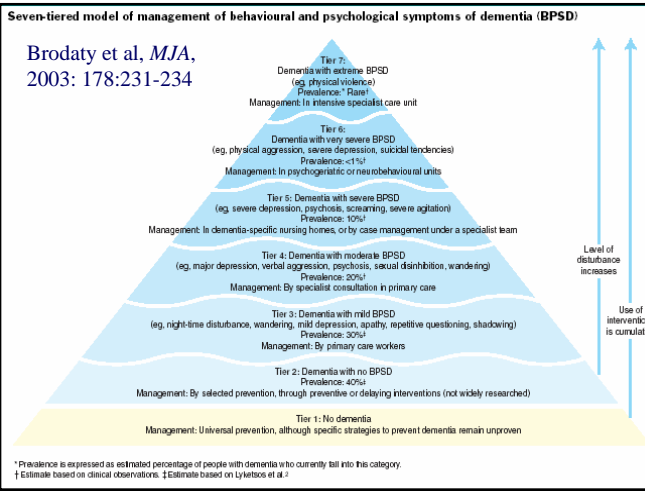 Seven-tiered model of management of behavioural and psychological symptoms of dementia (BPSD)
Brodaty et al, MJA,
2003: 178:231-234
Tier 7:
Dementia with extreme BPSD
(eg, physical violence)
Prevalence:* Rare†
Management: In intensive specialist care unit
Tier 6:
Dementia with very severe BPSD
(eg, physical aggression, severe depression, suicidal tendencies)
Prevalence: <1%†
Management: In psychogeriatric or neurobehavioural units
Tier 5: Dementia with severe BPSD
(eg, severe depression, psychosis, screaming, severe agitation)
Prevalence: 10%†
Management: In dementia-specific nursing homes, or by case management under a specialist team
Tier 4: Dementia with moderate BPSD
(eg, major depression, verbal aggression, psychosis, sexual disinhibition, wandering)
Prevalence: 20%†
Management: By specialist consultation in primary care
Tier 3: Dementia with mild BPSD
(eg, night-time disturbance, wandering, mild depression, apathy, repetitive questioning, shadowing)
Prevalence: 30%‡
Management: By primary care workers
Tier 2: Dementia with no BPSD
Prevalence: 40%‡
Management: By selected prevention, through preventive or delaying interventions (not widely researched)
Tier 1: No dementia
Management: Universal prevention, although specific strategies to prevent dementia remain unproven
Level of
disturbance
increases
Use of
interventio
is cumulat
* Prevalence is expressed as estimated percentage of people with dementia who currently fall into this category.
† Estimate based on clinical observations. ‡Estimate based on Lyketsos et al.²